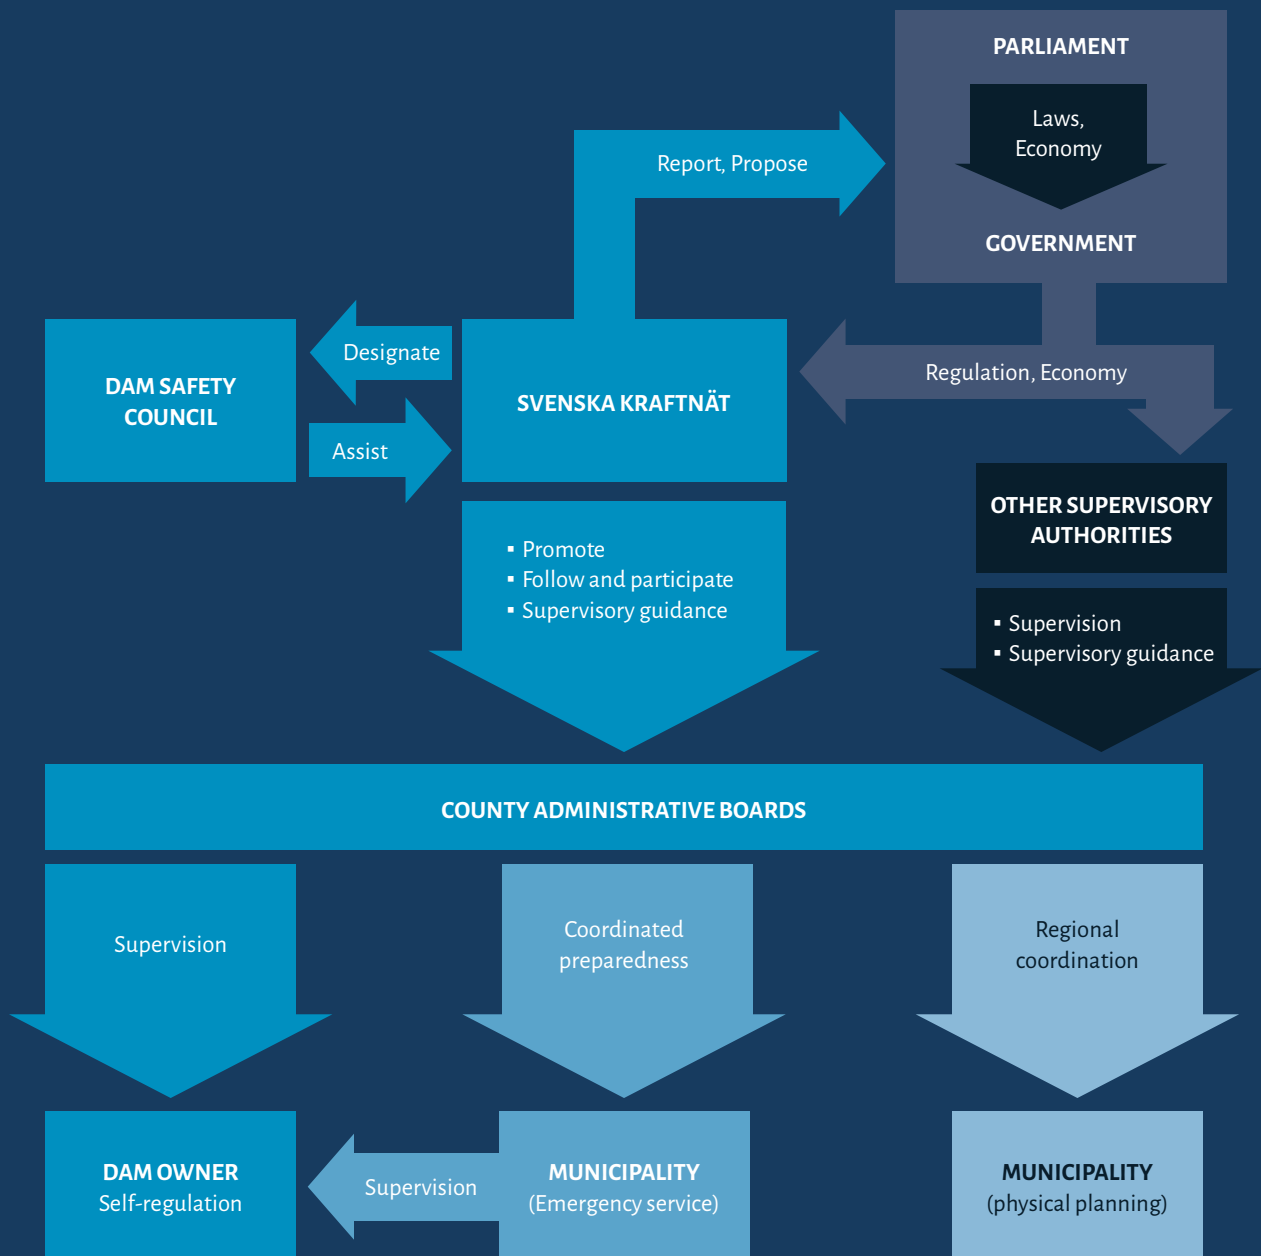 PARLIAMENT
Laws,
Economy
Report, Propose
GOVERNMENT
Designate
DAM SAFETY
COUNCIL
SVENSKA KRAFTNÄT
Regulation, Economy
Assist
OTHER SUPERVISORY
AUTHORITIES
▪ Promote
▪ Follow and participate
▪ Supervisory guidance
▪ Supervision
▪ Supervisory guidance
COUNTY ADMINISTRATIVE BOARDS
Supervision
Coordinated
preparedness
Regional
coordination
DAM OWNER
Self-regulation
Supervision
MUNICIPALITY
(Emergency service)
MUNICIPALITY
(physical planning)